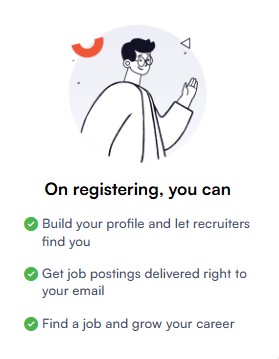 On registering, you can
Build your profile and let recruiters
find you
Get job postings delivered right to
your email
Find a job and grow your career